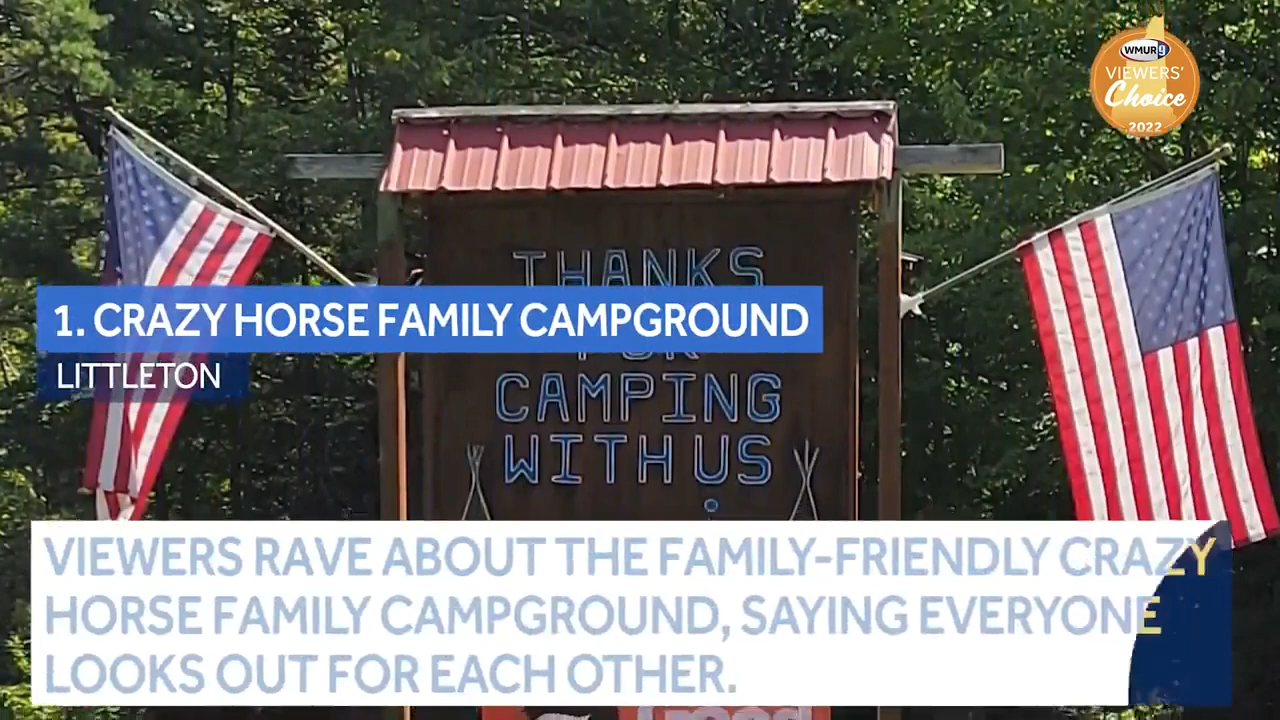 WMUR9
VIEWERS'
Choice
2022
THANKS
1. CRAZY HORSE FAMILY CAMPGROUND
LITTLETON
CAMPING
WITH US
VIEWERS RAVE ABOUT THE FAMILY-FRIENDLY CRAZY
HORSE FAMILY CAMPGROUND, SAYING EVERYONE
LOOKS OUT FOR EACH OTHER.